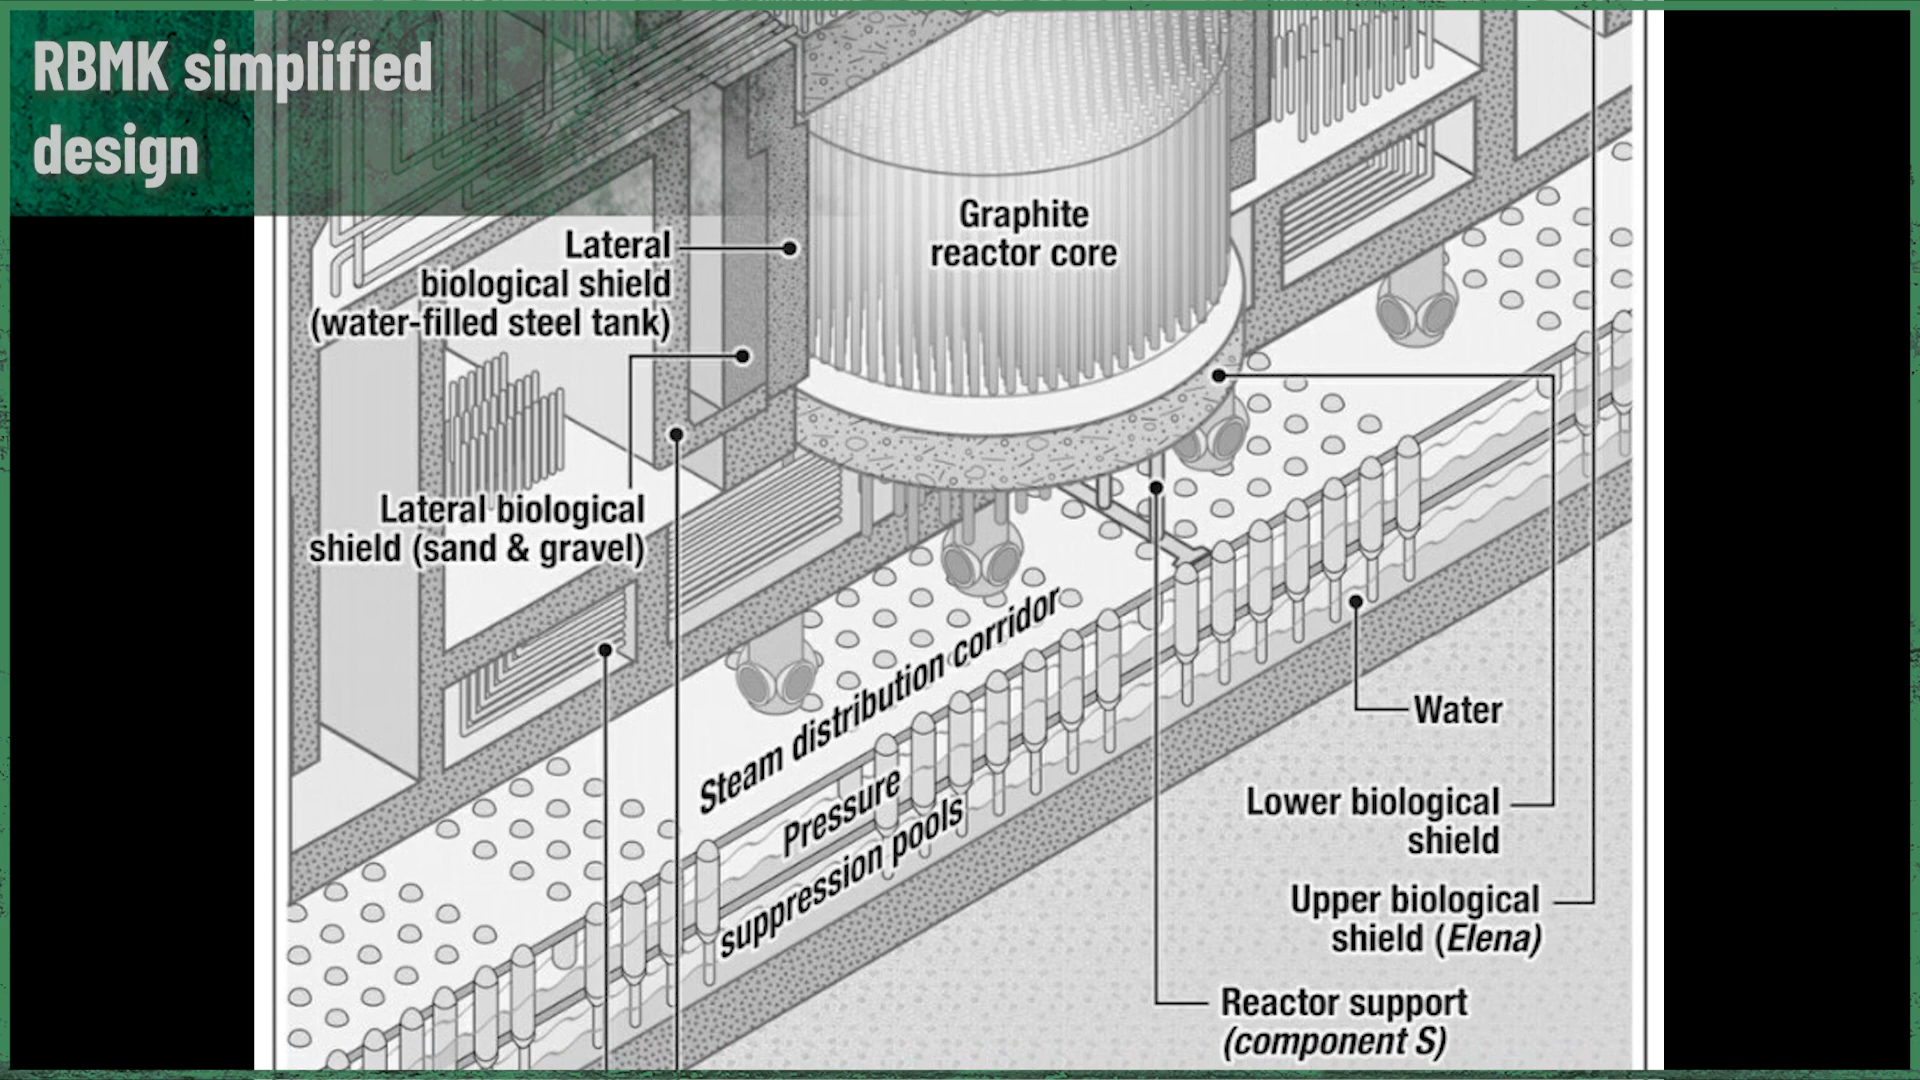 RBMK simplified
design
Graphite
reactor core
Lateral
biological shield
(water-filled steel tank)
Lateral biological
shield (sand & gravel)
Steam distribution corridor
Pressure
suppression pools
Water
Lower biological
shield
Upper biological
shield (Elena)
Reactor support
(component S)